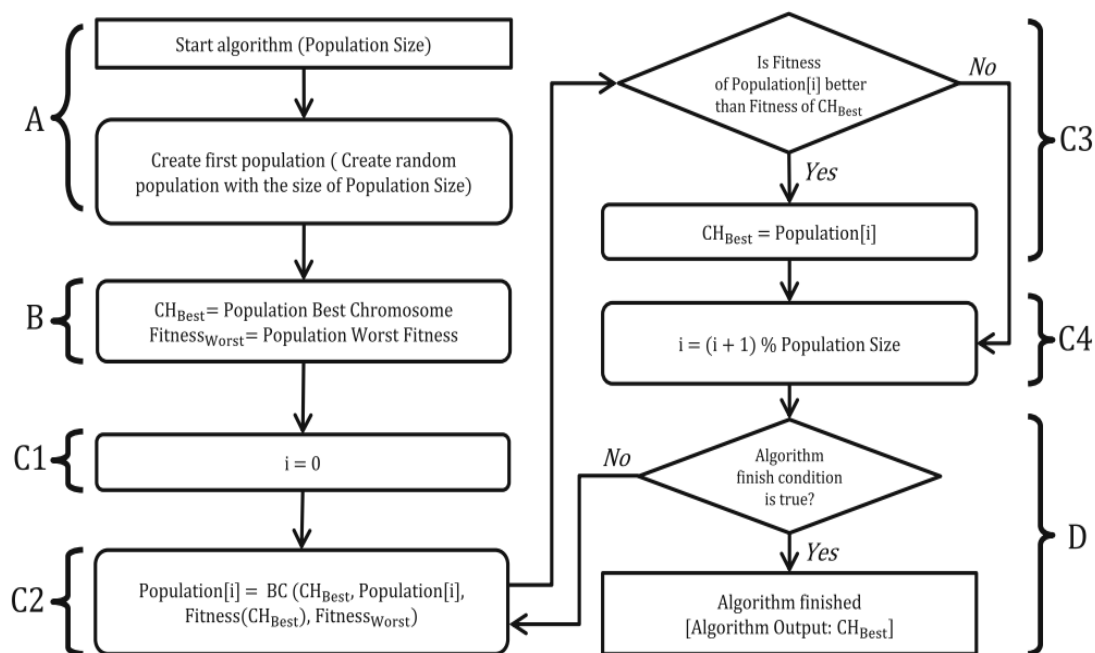 A
Start algorithm (Population Size)
Create first population ( Create random
population with the size of Population Size)
B
CHBest= Population Best Chromosome
FitnessWorst= Population Worst Fitness
C1
i = 0
C2
Population[i] = BC (CHBest, Population[i],
Fitness(CHBest), FitnessWorst)
Is Fitness
of Population[i] better
than Fitness of CHBest
No
Yes
C3
CHBest = Population[i]
i = (i + 1) % Population Size
C4
Algorithm
finish condition
is true?
No
Yes
D
Algorithm finished
[Algorithm Output: CHBest]